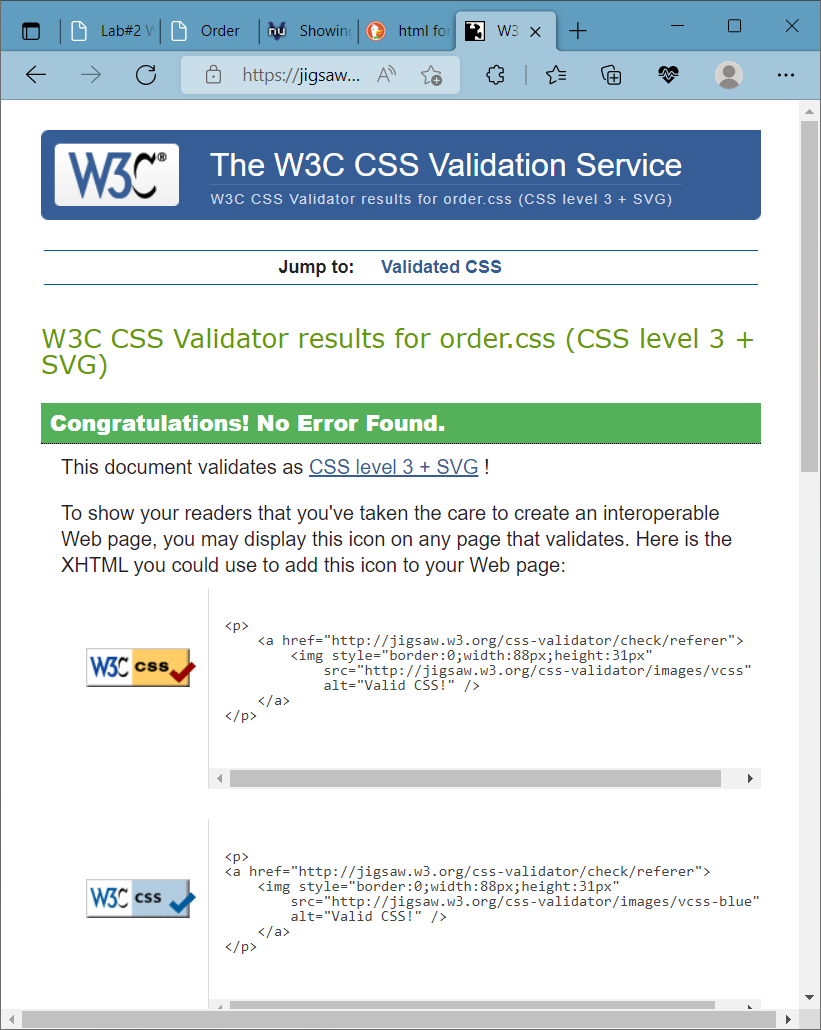 Lab#2 W
Order
Showing
html for
W3
https://jigsaw...
W3C®
The W3C CSS Validation Service
W3C CSS Validator results for order.css (CSS level 3 + SVG)
Jump to: Validated CSS
W3C CSS Validator results for order.css (CSS level 3 +
SVG)
Congratulations! No Error Found.
This document validates as CSS level 3 + SVG !
To show your readers that you've taken the care to create an interoperable
Web page, you may display this icon on any page that validates. Here is the
XHTML you could use to add this icon to your Web page:
W3C css
<p>
<a href="http://jigsaw.w3.org/css-validator/check/referer">
<img style="border:0;width:88px;height:31px"
src="http://jigsaw.w3.org/css-validator/images/vcss"
alt="Valid CSS!" />
</a>
</p>
W3C css
<p>
<a href="http://jigsaw.w3.org/css-validator/check/referer">
<img style="border:0;width:88px;height:31px"
src="http://jigsaw.w3.org/css-validator/images/vcss-blue"
alt="Valid CSS!" />
</a>
</p>